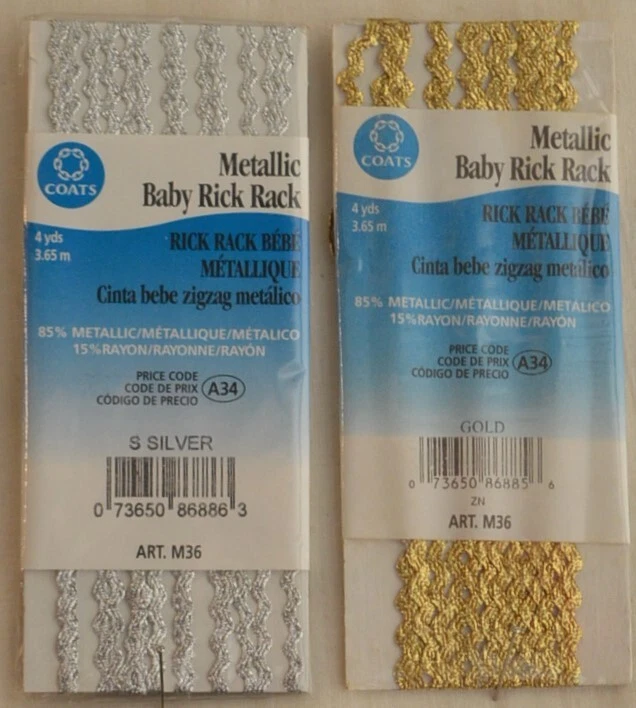 COATS
Metallic
Baby Rick Rack
4 yds
3.65 m
RICK RACK BÉBÉ
MÉTALLIQUE
Cinta bebe zigzag metálico
85% METALLIC/MÉTALLIQUE/METÁLICO
15%RAYON/RAYONNE/RAYÓN
PRICE CODE
CODE DE PRIX
CÓDIGO DE PRECIO
A34
S SILVER
0 73650 86886 3
ART. M36
COATS
Metallic
Baby Rick Rack
4 yds
3.65 m
RICK RACK BÉBÉ
MÉTALLIQUE
Cinta bebe zigzag metálico
85% METALLIC/MÉTALLIQUE/METÁLICO
15%RAYON/RAYONNE/RAYÓN
PRICE CODE
CODE DE PRIX
CÓDIGO DE PRECIO
A34
GOLD
0 73650 86885 6
ZN
ART. M36